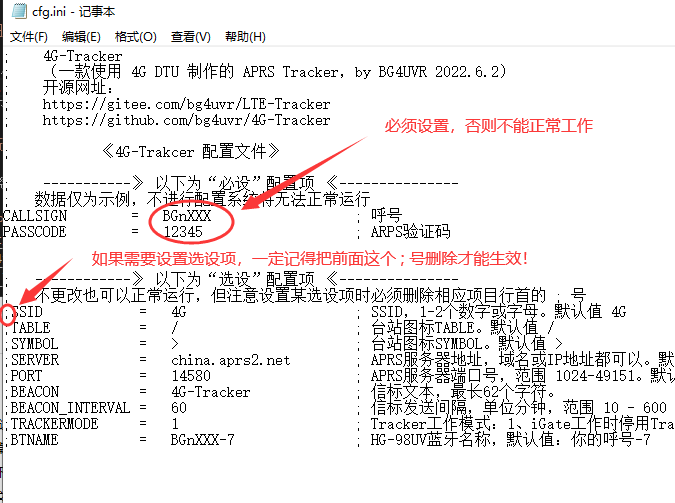 cfg.ini - 记事本
文件(F) 编辑(E) 格式(O) 查看(V) 帮助(H)
; 4G-Tracker
; （一款使用 4G DTU 制作的 APRS Tracker，by BG4UVR 2022.6.2）
; 开源网址：
; https://gitee.com/bg4uvr/LTE-Tracker
; https://github.com/bg4uvr/4G-Tracker
必须设置，否则不能正常工作
; 《4G-Trakcer 配置文件》
; -----------》 以下为“必设”配置项 《---------------
; 数据仅为示例，不进行配置系统将无法正常运行
CALLSIGN = BGnXXX ; 呼号
PASSCODE = 12345 ; ARPS验证码
如果需要设置选设项，一定记得把前面这个 ; 号删除才能生效！
; -----------》 以下为“选设”配置项 《---------------
; 不更改也可以正常运行，但注意设置某选设项时必须删除相应项目行首的 ; 号
;SSID = 4G ; SSID，1-2个数字或字母。默认值 4G
;TABLE = / ; 台站图标TABLE。默认值 /
;SYMBOL = > ; 台站图标SYMBOL。默认值 >
;SERVER = china.aprs2.net ; APRS服务器地址，域名或IP地址都可以。默
;PORT = 14580 ; APRS服务器端口号，范围 1024-49151。默认
;BEACON = 4G-Tracker ; 信标文本，最长62个字符。
;BEACON_INTERVAL = 60 ; 信标发送间隔，单位分钟，范围 10 - 600
;TRACKERMODE = 1 ; Tracker工作模式：1、iGate工作时停用Tra
;BTNAME = BGnXXX-7 ; HG-98UV蓝牙名称，默认值：你的呼号-7